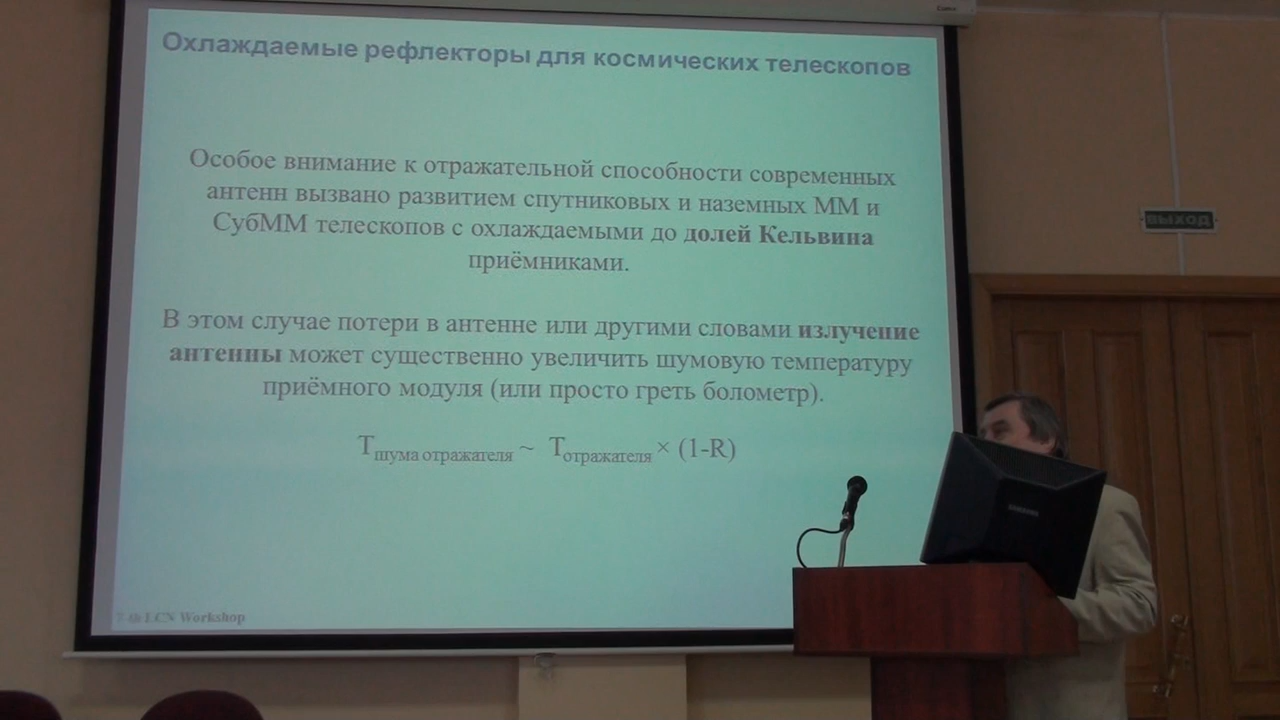 Охлаждаемые рефлекторы для космических телескопов
Особое внимание к отражательной способности современных
антенн вызвано развитием спутниковых и наземных ММ и
СубММ телескопов с охлаждаемыми до долей Кельвина
приёмниками.
В этом случае потери в антенне или другими словами излучение
антенны может существенно увеличить шумовую температуру
приёмного модуля (или просто греть болометр).
Tшума отражателя ~ Tотражателя × (1-R)
Workshop
ВЫХОД
SAMSUNG